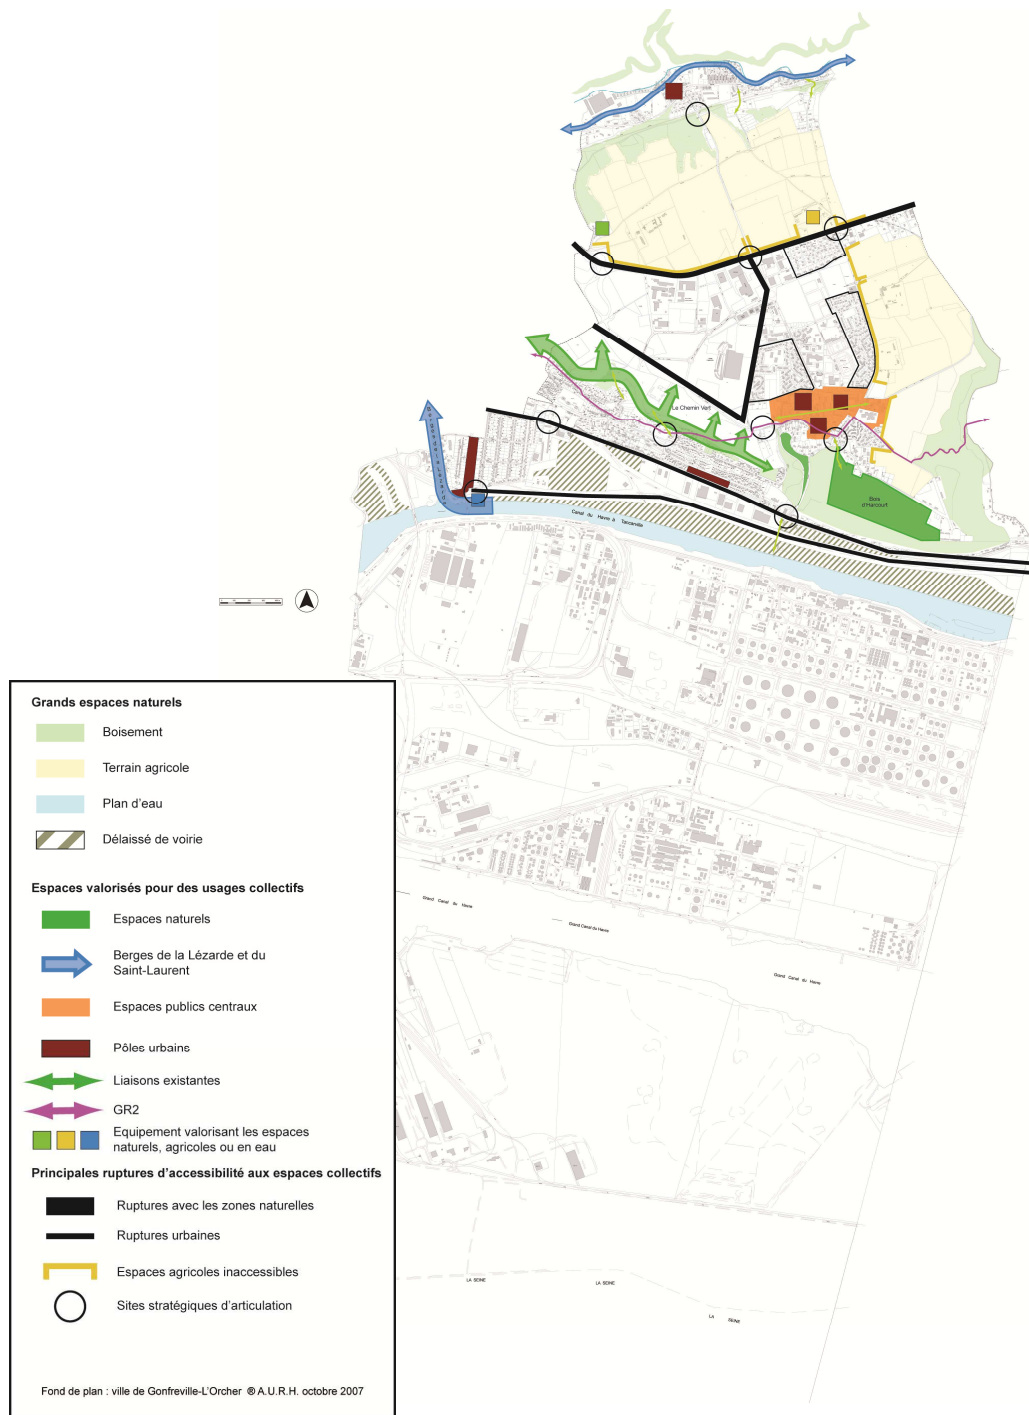 Le Chemin Vert
Bois
d'Harcourt
Canal du Havre à Tancarville
Grand Canal du Havre
Grand Canal du Havre
Grand Canal du Havre
LA SEINE
LA SEINE
LA SEINE
Grands espaces naturels
Boisement
Terrain agricole
Plan d'eau
Délaissé de voirie
Espaces valorisés pour des usages collectifs
Espaces naturels
Berges de la Lézarde et du
Saint-Laurent
Espaces publics centraux
Pôles urbains
Liaisons existantes
GR2
Equipement valorisant les espaces
naturels, agricoles ou en eau
Principales ruptures d'accessibilité aux espaces collectifs
Ruptures avec les zones naturelles
Ruptures urbaines
Espaces agricoles inaccessibles
Sites stratégiques d'articulation
Fond de plan : ville de Gonfreville-L'Orcher ® A.U.R.H. octobre 2007